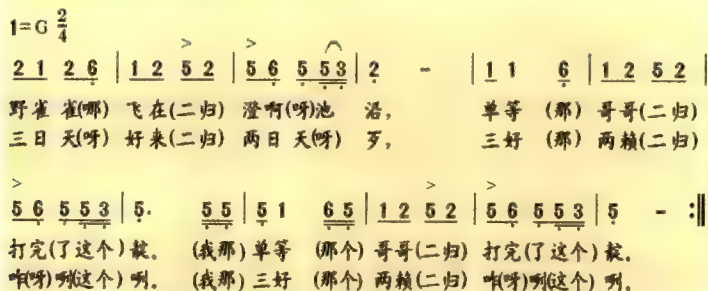 1=G 2/4
2 1 2 6 | 1 2 5 2 | 5 6 5 5 3 | 2 - | 1 1 6 | 1 2 5 2 |
野雀 雀(哪) 飞在(二归) 澄啊(呀)池 沿, 单等 (那) 哥哥(二归)
三日 天(呀) 好来(二归) 两日 天(呀) 歹, 三好 (那) 两赖(二归)
5 6 5 5 3 | 5. 5 5 | 5 1 6 5 | 1 2 5 2 | 5 6 5 5 3 | 5 - :‖
打完(了这个)靛。 (我那)单等 (那个) 哥哥(二归) 打完(了这个)靛。
咋(呀)咧(这个)咧。 (我那)三好 (那个) 两赖(二归) 咋(呀)咧(这个)咧。